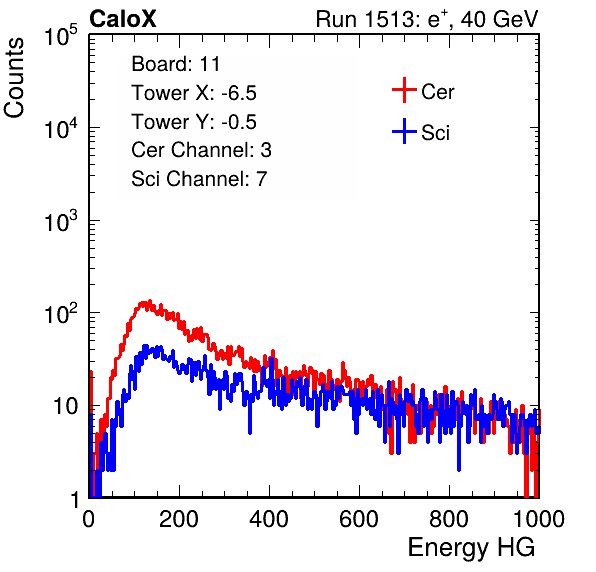 CaloX Run 1513: e⁺, 40 GeV
Counts
Board: 11
Tower X: -6.5
Tower Y: -0.5
Cer Channel: 3
Sci Channel: 7
Cer
Sci
10⁵
10⁴
10³
10²
10
1
0 200 400 600 800 1000
Energy HG